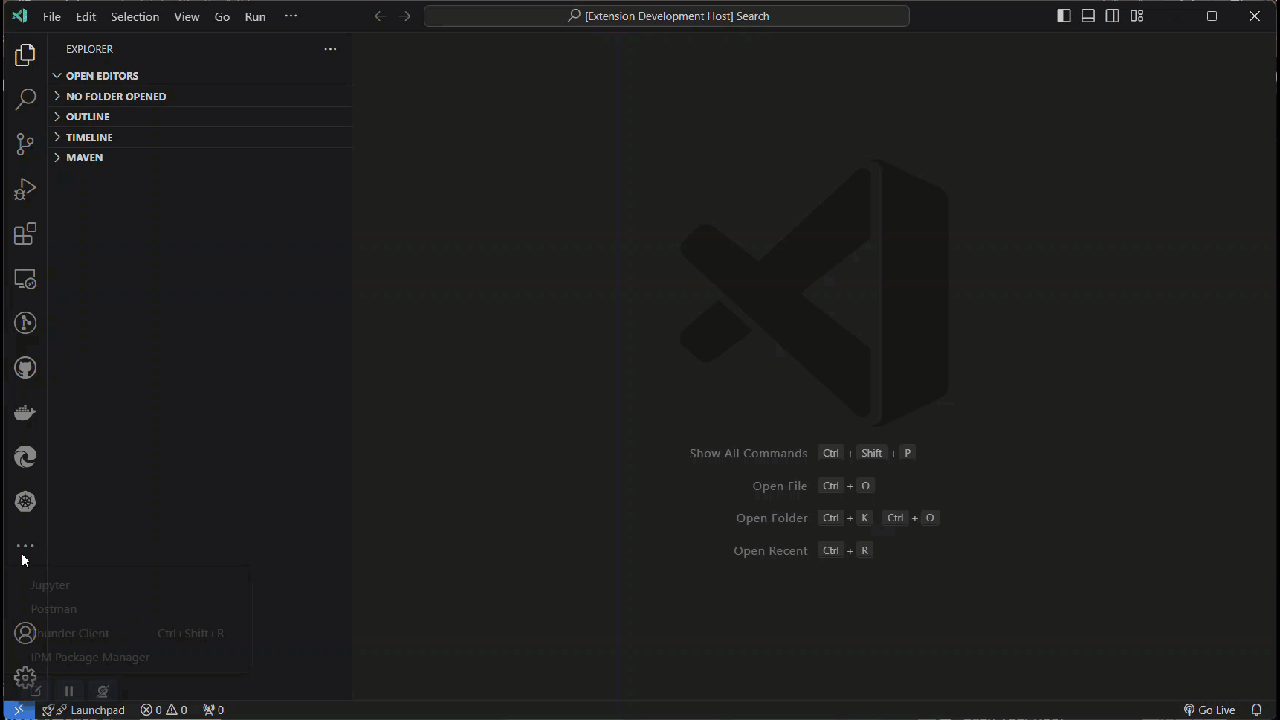 File Edit Selection View Go Run ···
[Extension Development Host] Search
EXPLORER
OPEN EDITORS
NO FOLDER OPENED
OUTLINE
TIMELINE
MAVEN
Show All Commands Ctrl + Shift + P
Open File Ctrl + O
Open Folder Ctrl + K Ctrl + O
Open Recent Ctrl + R
Jupyter
Postman
Thunder Client Ctrl+Shift+R
IPM Package Manager
Launchpad 0 0 0 Go Live